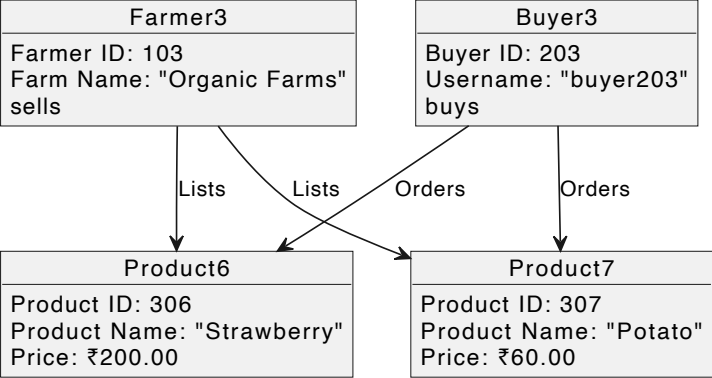 Farmer3
Farmer ID: 103
Farm Name: "Organic Farms"
sells
Buyer3
Buyer ID: 203
Username: "buyer203"
buys
Lists
Lists
Orders
Orders
Product6
Product ID: 306
Product Name: "Strawberry"
Price: ₹200.00
Product7
Product ID: 307
Product Name: "Potato"
Price: ₹60.00